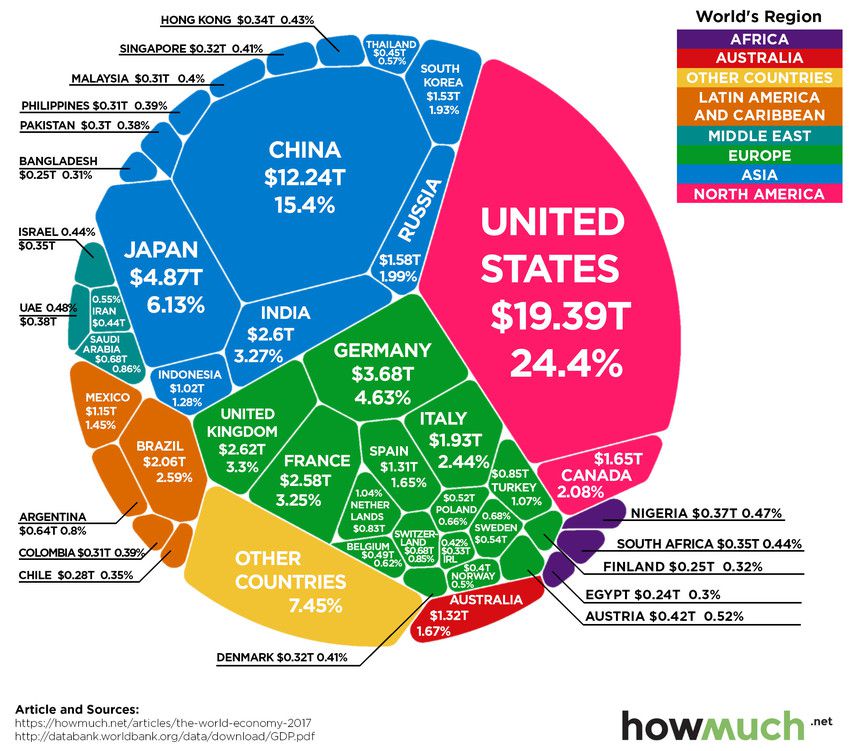 HONG KONG $0.34T 0.43%
SINGAPORE $0.32T 0.41%
MALAYSIA $0.31T 0.4%
PHILIPPINES $0.31T 0.39%
PAKISTAN $0.3T 0.38%
BANGLADESH
$0.25T 0.31%
THAILAND
$0.45T
0.57%
SOUTH
KOREA
$1.53T
1.93%
CHINA
$12.24T
15.4%
RUSSIA
$1.58T
1.99%
JAPAN
$4.87T
6.13%
INDIA
$2.6T
3.27%
INDONESIA
$1.02T
1.28%
World's Region
AFRICA
AUSTRALIA
OTHER COUNTRIES
LATIN AMERICA
AND CARIBBEAN
MIDDLE EAST
EUROPE
ASIA
NORTH AMERICA
UNITED
STATES
$19.39T
24.4%
$1.65T
CANADA
2.08%
ISRAEL 0.44%
$0.35T
UAE 0.48%
$0.38T
0.55%
IRAN
$0.44T
SAUDI
ARABIA
$0.68T
0.86%
MEXICO
$1.15T
1.45%
BRAZIL
$2.06T
2.59%
ARGENTINA
$0.64T 0.8%
COLOMBIA $0.31T 0.39%
CHILE $0.28T 0.35%
GERMANY
$3.68T
4.63%
UNITED
KINGDOM
$2.62T
3.3%
FRANCE
$2.58T
3.25%
SPAIN
$1.31T
1.65%
ITALY
$1.93T
2.44%
$0.85T
TURKEY
1.07%
1.04%
NETHER
LANDS
$0.83T
$0.52T
POLAND
0.66%
0.68%
SWEDEN
$0.54T
SWITZER-
LAND
$0.68T
0.85%
0.42%
$0.33T
IRL
BELGIUM
$0.49T
0.62%
$0.4T
NORWAY
0.5%
OTHER
COUNTRIES
7.45%
AUSTRALIA
$1.32T
1.67%
DENMARK $0.32T 0.41%
NIGERIA $0.37T 0.47%
SOUTH AFRICA $0.35T 0.44%
FINLAND $0.25T 0.32%
EGYPT $0.24T 0.3%
AUSTRIA $0.42T 0.52%
Article and Sources:
https://howmuch.net/articles/the-world-economy-2017
http://databank.worldbank.org/data/download/GDP.pdf
howmuch.net